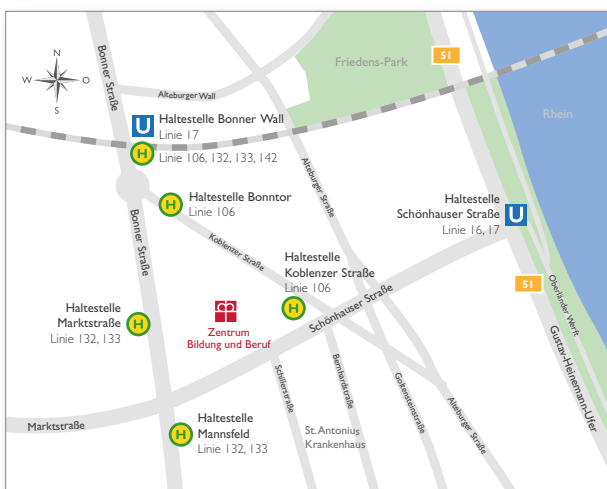 N
W
O
S
Bonner Straße
Alteburger Wall
Friedens-Park
51
Rhein
U
Haltestelle Bonner Wall
Linie 17
H
Linie 106, 132, 133, 142
Alteburger Straße
H
Haltestelle Bonntor
Linie 106
Haltestelle
Schönhauser Straße
Linie 16, 17
U
Bonner Straße
Koblenzer Straße
Haltestelle
Koblenzer Straße
Linie 106
H
51
Oberländer Werft
Schönhauser Straße
Haltestelle
Marktstraße
Linie 132, 133
H
Zentrum
Bildung und Beruf
Gustav-Heinemann-Ufer
Schillerstraße
Bernhardstraße
Goltensteinstraße
Alteburger Straße
Marktstraße
H
Haltestelle
Mannsfeld
Linie 132, 133
St. Antonius
Krankenhaus